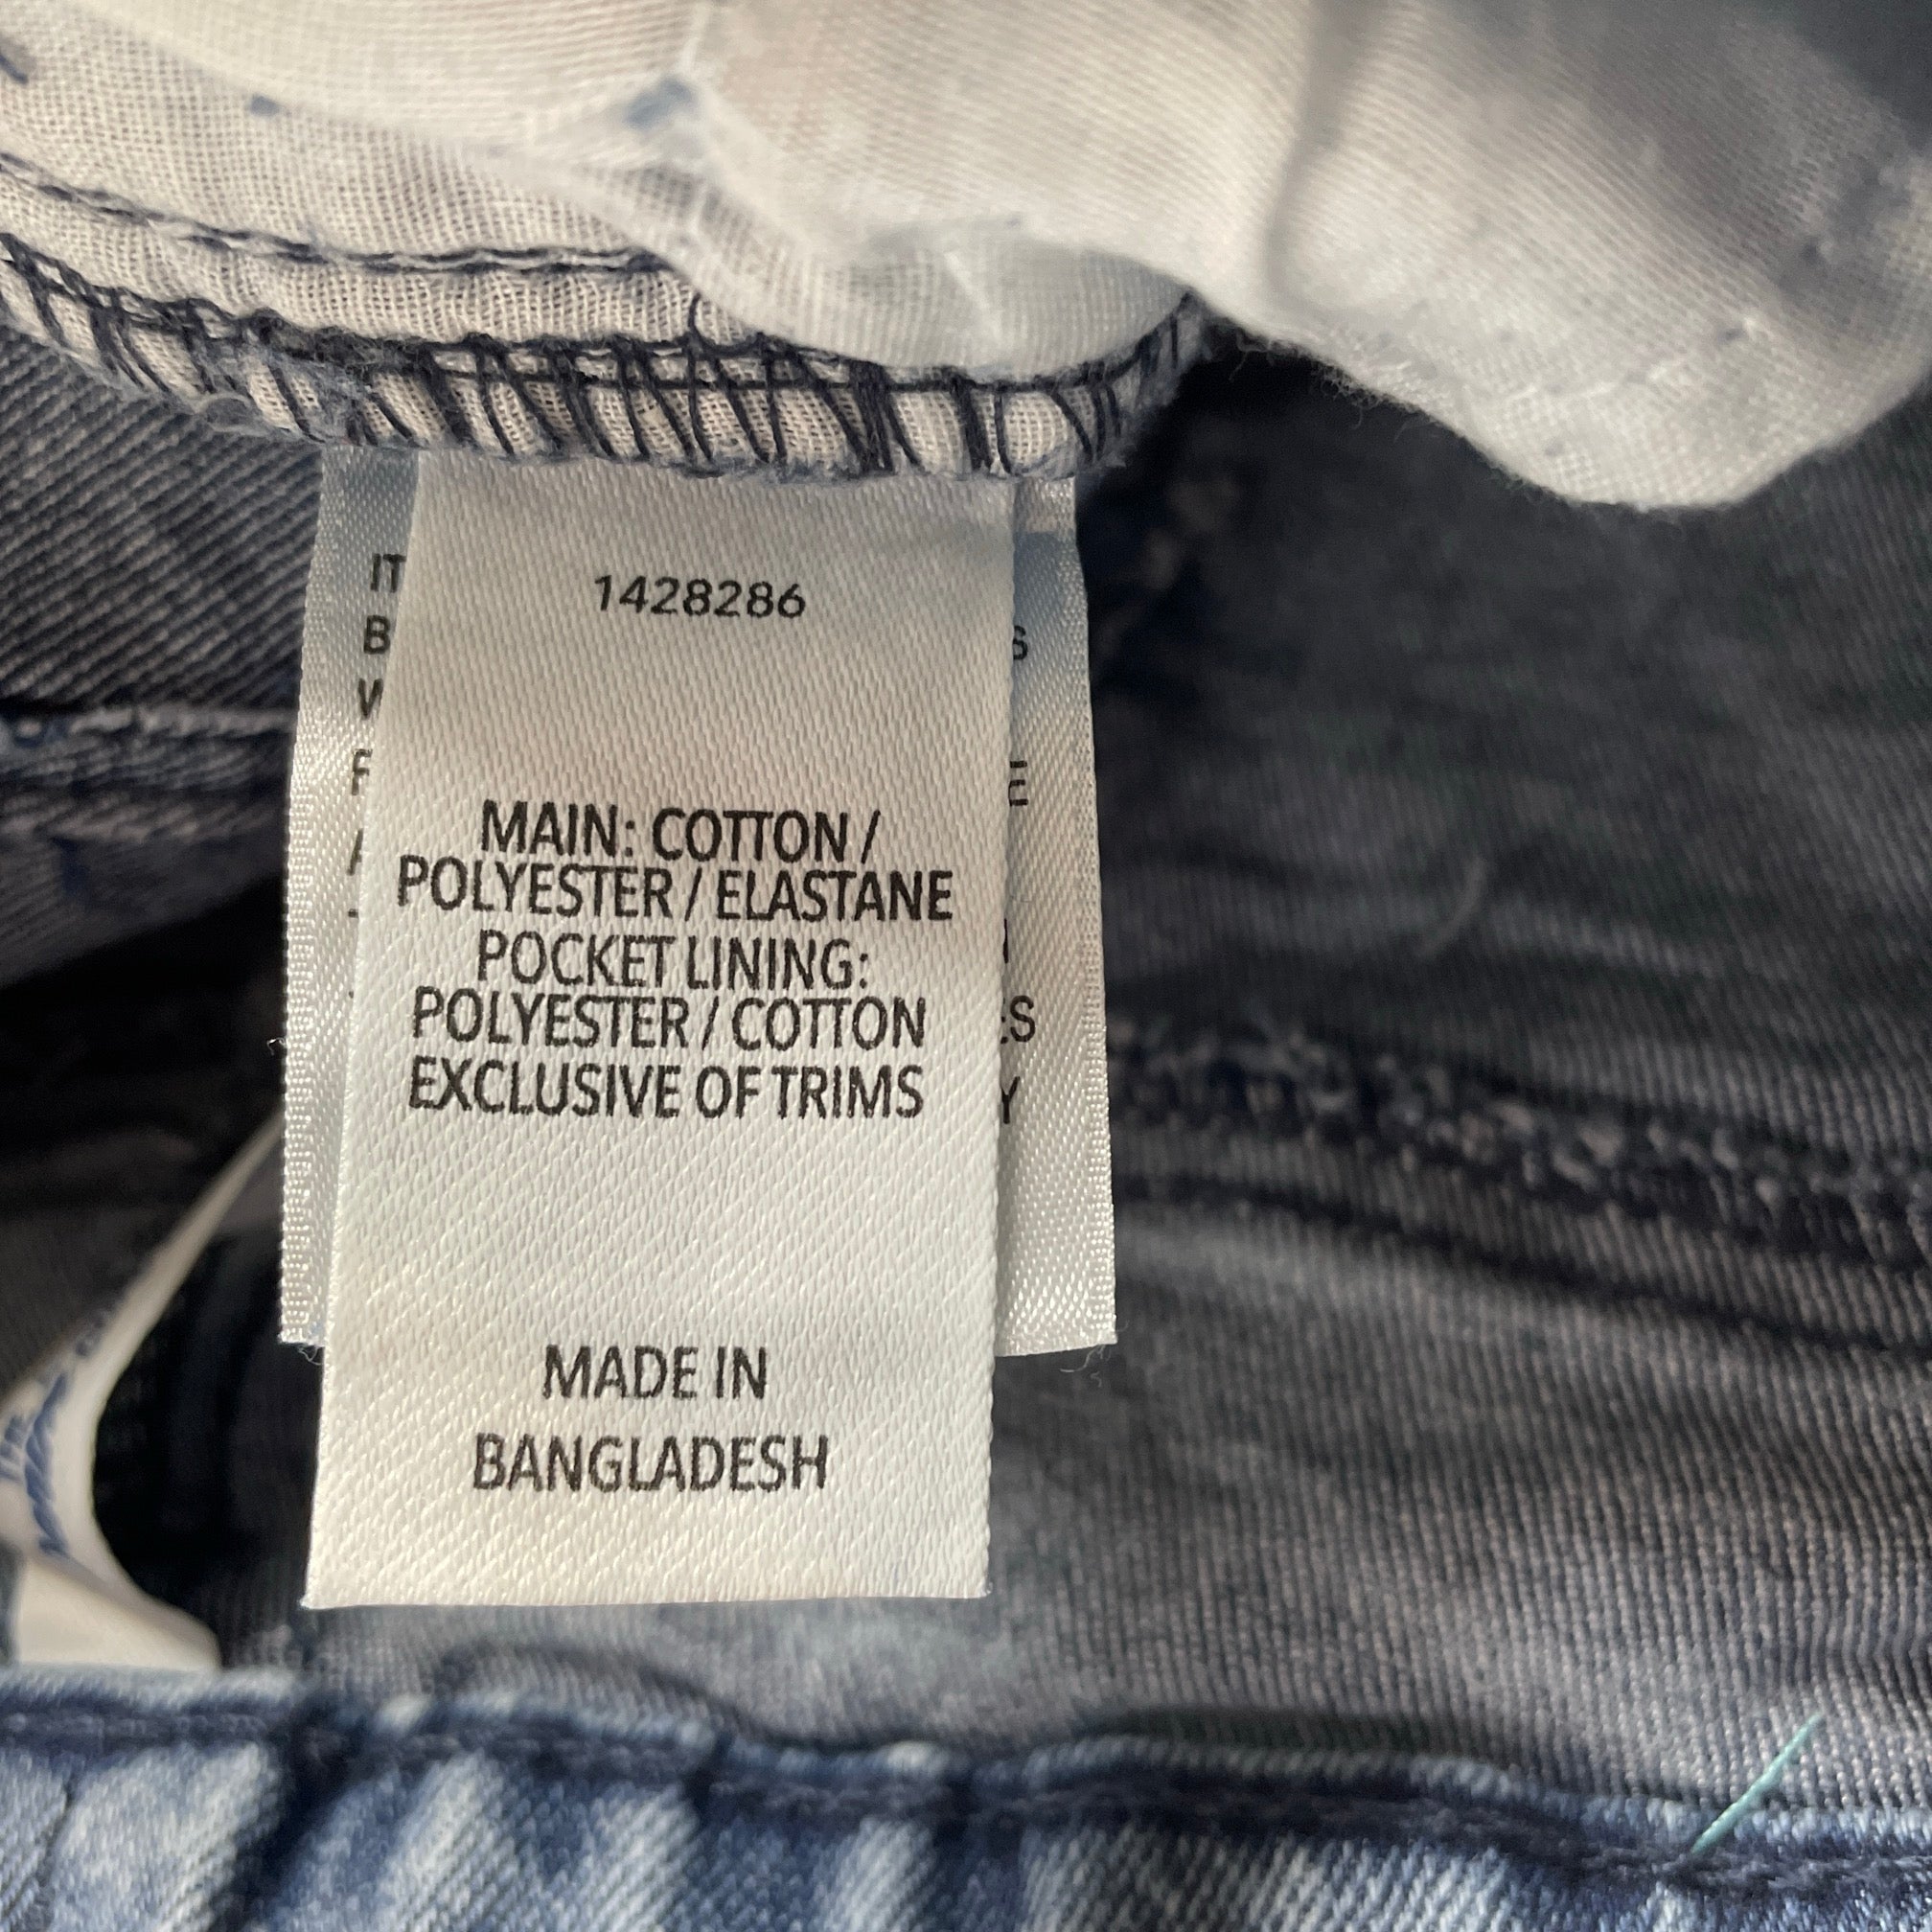 1428286
MAIN: COTTON /
POLYESTER / ELASTANE
POCKET LINING:
POLYESTER / COTTON
EXCLUSIVE OF TRIMS
MADE IN
BANGLADESH